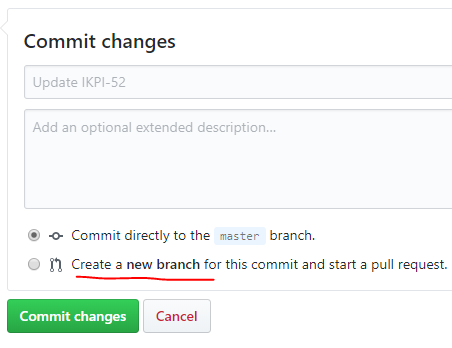 Commit changes
Update IKPI-52
Add an optional extended description...
Commit directly to the master branch.
Create a new branch for this commit and start a pull request.
Commit changes Cancel